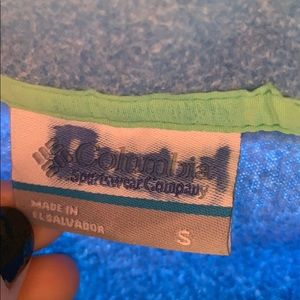 Columbia
Sportswear Company
MADE IN
EL SALVADOR
S